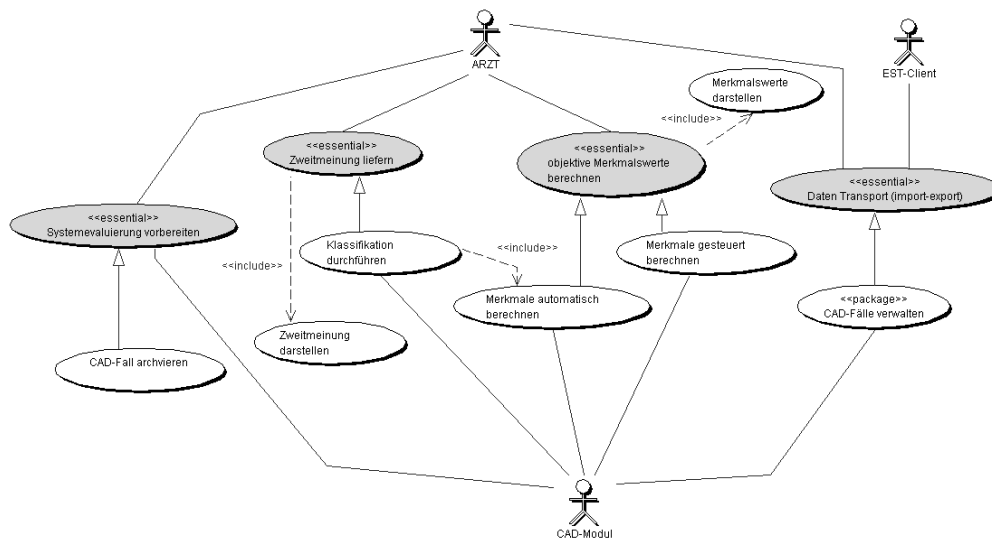 ARZT
EST-Client
Merkmalswerte
darstellen
<<include>>
<<essential>>
Zweitmeinung liefern
<<essential>>
objektive Merkmalswerte
berechnen
<<essential>>
Daten Transport (import-export)
<<essential>>
Systemevaluierung vorbereiten
Klassifikation
durchführen
<<include>>
Merkmale gesteuert
berechnen
<<include>>
Merkmale automatisch
berechnen
<<package>>
CAD-Fälle verwalten
Zweitmeinung
darstellen
CAD-Fall archvieren
CAD-Modul